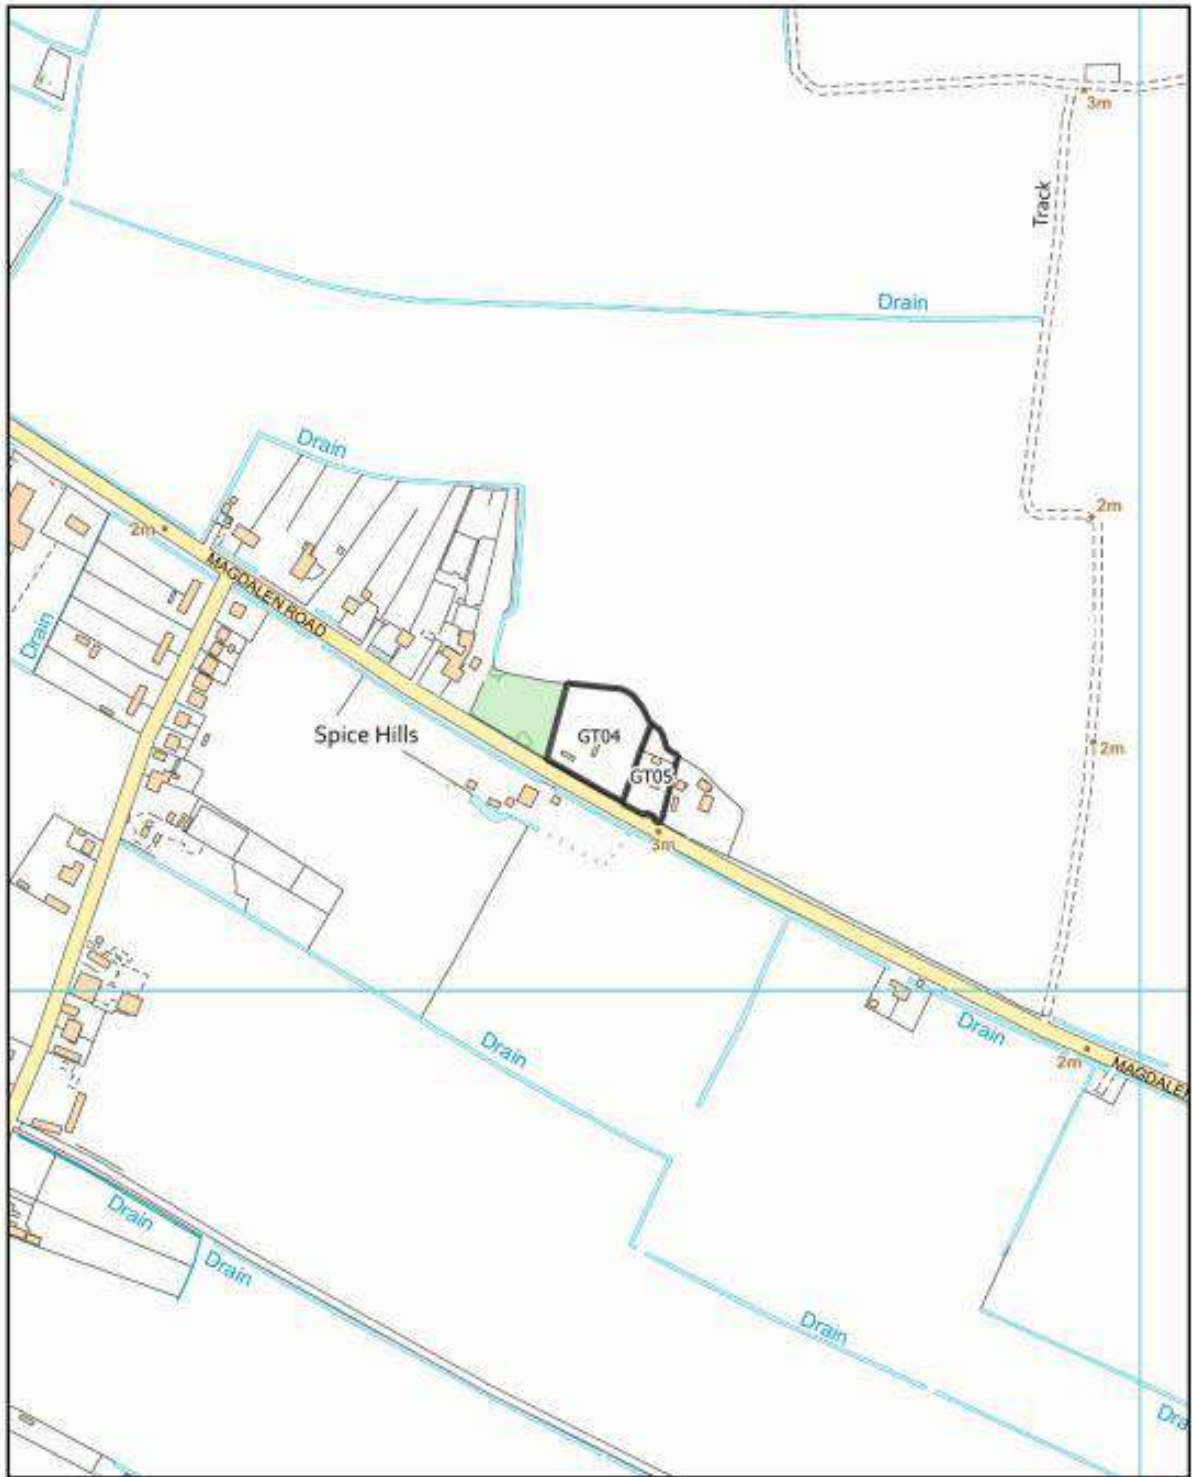 3m
Track
Drain
Drain
2m
2m
MAGDALEN ROAD
Drain
Spice Hills
GT04
2m
GT05
3m
Drain
Drain
2m
MAGDALEN
Drain
Drain
Drain
Dra